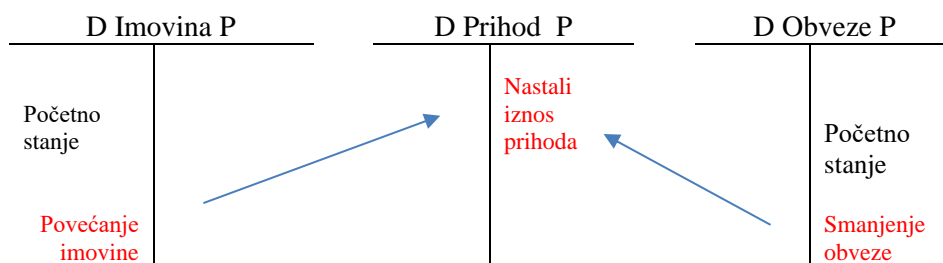 D Imovina P
D Prihod P
D Obveze P
Početno
stanje
Povećanje
imovine
Nastali
iznos
prihoda
Početno
stanje
Smanjenje
obveze